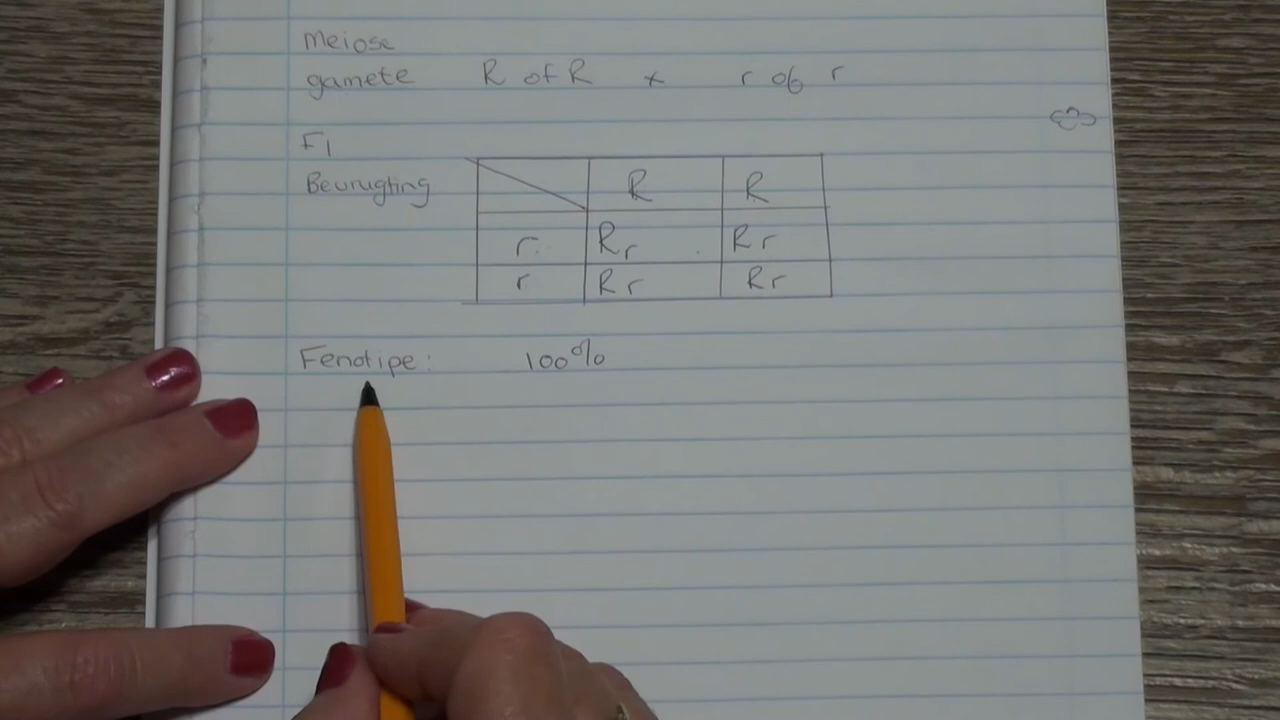 Meiose
gamete R of R x r of r
F1
Bevrugting R R
r Rr Rr
r Rr Rr
Fenotipe: 100%